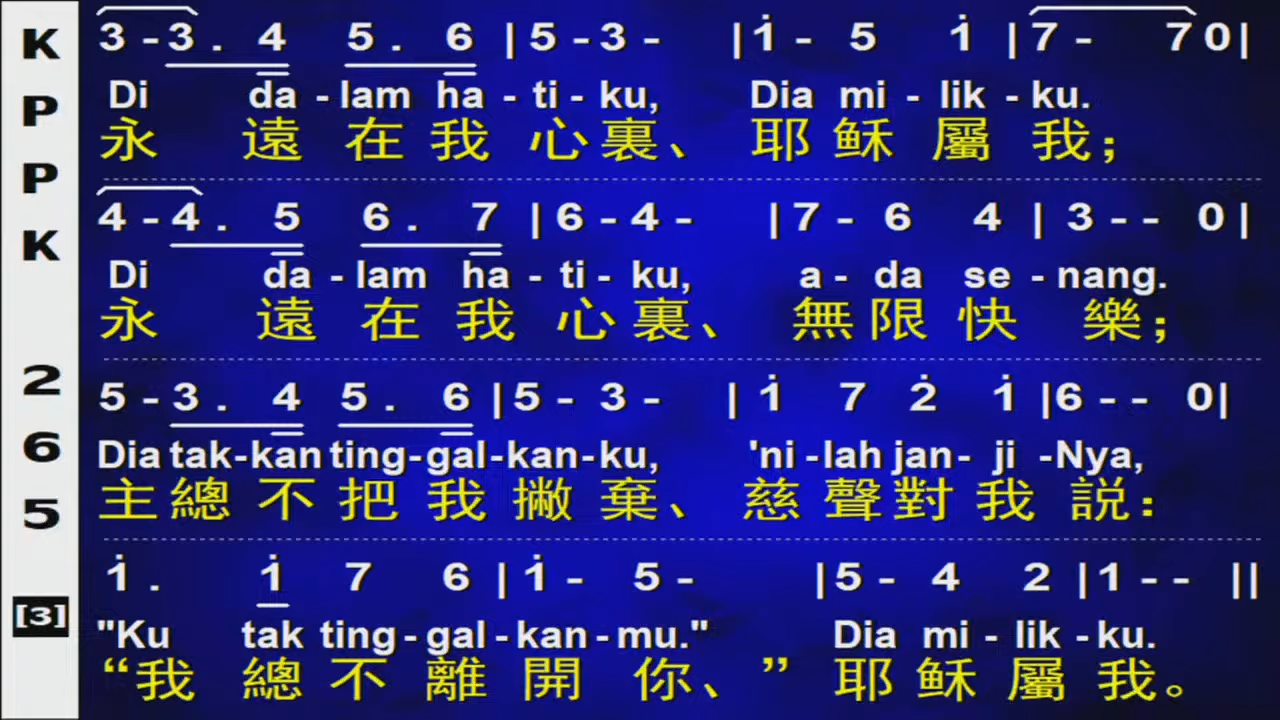 K
P
P
K
2
6
5
[3]
3 - 3 . 4 5 . 6 | 5 - 3 - | 1̇ - 5 1̇ | 7 - 7 0 |
Di da - lam ha - ti - ku, Dia mi - lik - ku.
永 遠 在 我 心 裏、 耶 稣 屬 我；
4 - 4 . 5 6 . 7 | 6 - 4 - | 7 - 6 4 | 3 - - 0 |
Di da - lam ha - ti - ku, a - da se - nang.
永 遠 在 我 心 裏、 無 限 快 樂；
5 - 3 . 4 5 . 6 | 5 - 3 - | 1̇ 7 2̇ 1̇ | 6 - - 0 |
Dia tak-kan ting-gal-kan-ku, 'ni -lah jan- ji -Nya,
主 總 不 把 我 撇 棄、 慈 聲 對 我 説：
1̇ . 1̇ 7 6 | 1̇ - 5 - | 5 - 4 2 | 1 - - ||
"Ku tak ting - gal - kan - mu." Dia mi - lik - ku.
“我 總 不 離 開 你、” 耶 稣 屬 我。